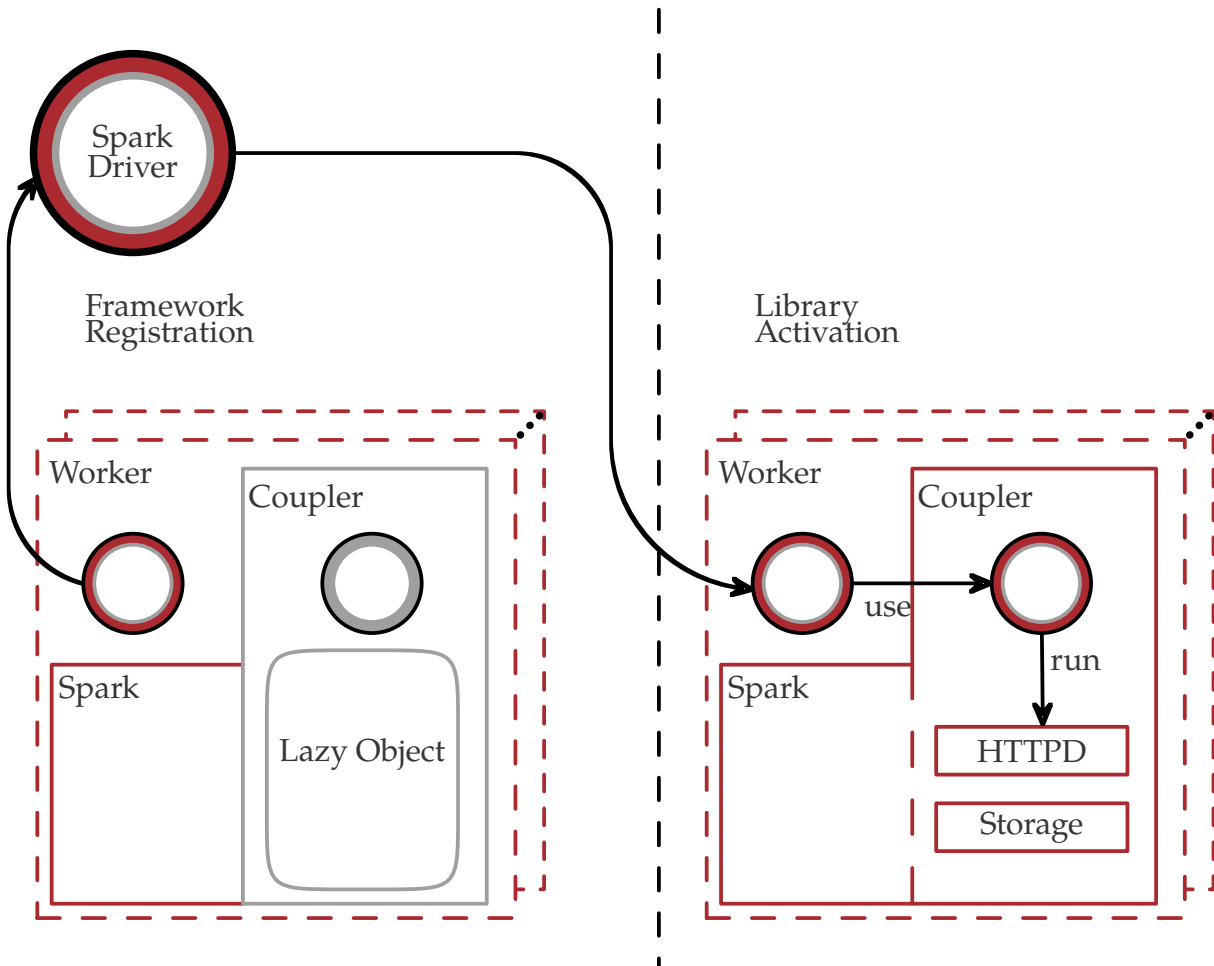 Spark
Driver
Framework
Registration
Library
Activation
Worker
Coupler
Spark
Lazy Object
Worker
Coupler
use
run
Spark
HTTPD
Storage